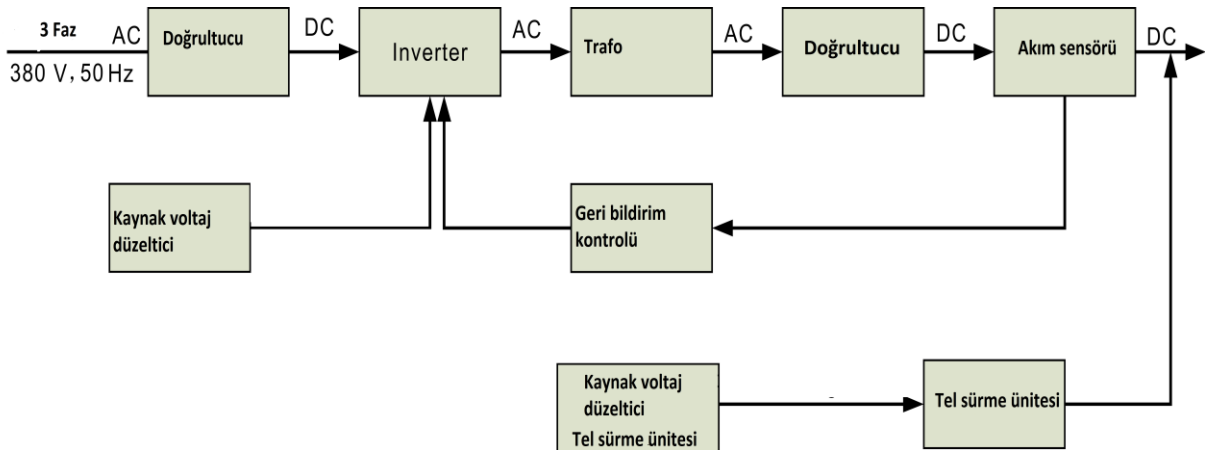 3 Faz
AC
380 V, 50 Hz
Doğrultucu
DC
Inverter
AC
Trafo
AC
Doğrultucu
DC
Akım sensörü
DC
Kaynak voltaj
düzeltici
Geri bildirim
kontrolü
Kaynak voltaj
düzeltici
Tel sürme ünitesi
Tel sürme ünitesi